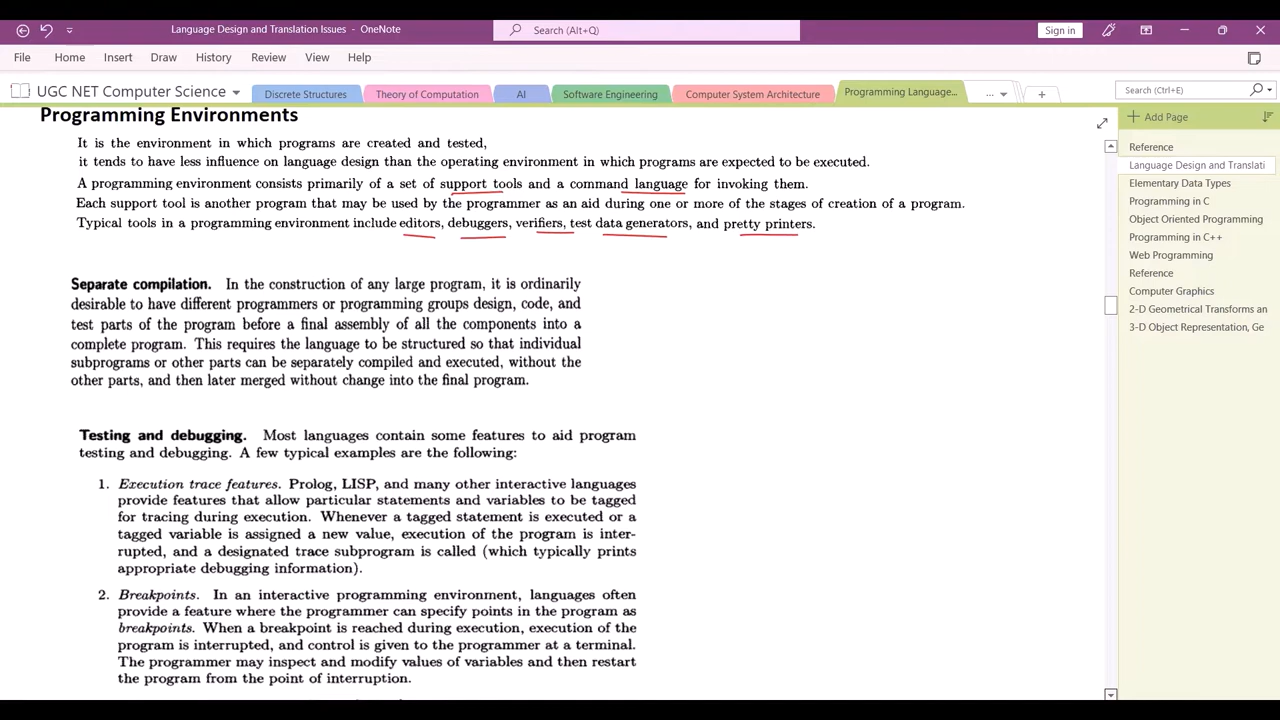 Language Design and Translation Issues - OneNote
Search (Alt+Q)
Sign in
File Home Insert Draw History Review View Help
UGC NET Computer Science
Discrete Structures
Theory of Computation
AI
Software Engineering
Computer System Architecture
Programming Language...
...
Search (Ctrl+E)
Programming Environments
It is the environment in which programs are created and tested,
it tends to have less influence on language design than the operating environment in which programs are expected to be executed.
A programming environment consists primarily of a set of support tools and a command language for invoking them.
Each support tool is another program that may be used by the programmer as an aid during one or more of the stages of creation of a program.
Typical tools in a programming environment include editors, debuggers, verifiers, test data generators, and pretty printers.
Separate compilation. In the construction of any large program, it is ordinarily
desirable to have different programmers or programming groups design, code, and
test parts of the program before a final assembly of all the components into a
complete program. This requires the language to be structured so that individual
subprograms or other parts can be separately compiled and executed, without the
other parts, and then later merged without change into the final program.
Testing and debugging. Most languages contain some features to aid program
testing and debugging. A few typical examples are the following:
1. Execution trace features. Prolog, LISP, and many other interactive languages
provide features that allow particular statements and variables to be tagged
for tracing during execution. Whenever a tagged statement is executed or a
tagged variable is assigned a new value, execution of the program is inter-
rupted, and a designated trace subprogram is called (which typically prints
appropriate debugging information).
2. Breakpoints. In an interactive programming environment, languages often
provide a feature where the programmer can specify points in the program as
breakpoints. When a breakpoint is reached during execution, execution of the
program is interrupted, and control is given to the programmer at a terminal.
The programmer may inspect and modify values of variables and then restart
the program from the point of interruption.
Add Page
Reference
Language Design and Translati
Elementary Data Types
Programming in C
Object Oriented Programming
Programming in C++
Web Programming
Reference
Computer Graphics
2-D Geometrical Transforms an
3-D Object Representation, Ge